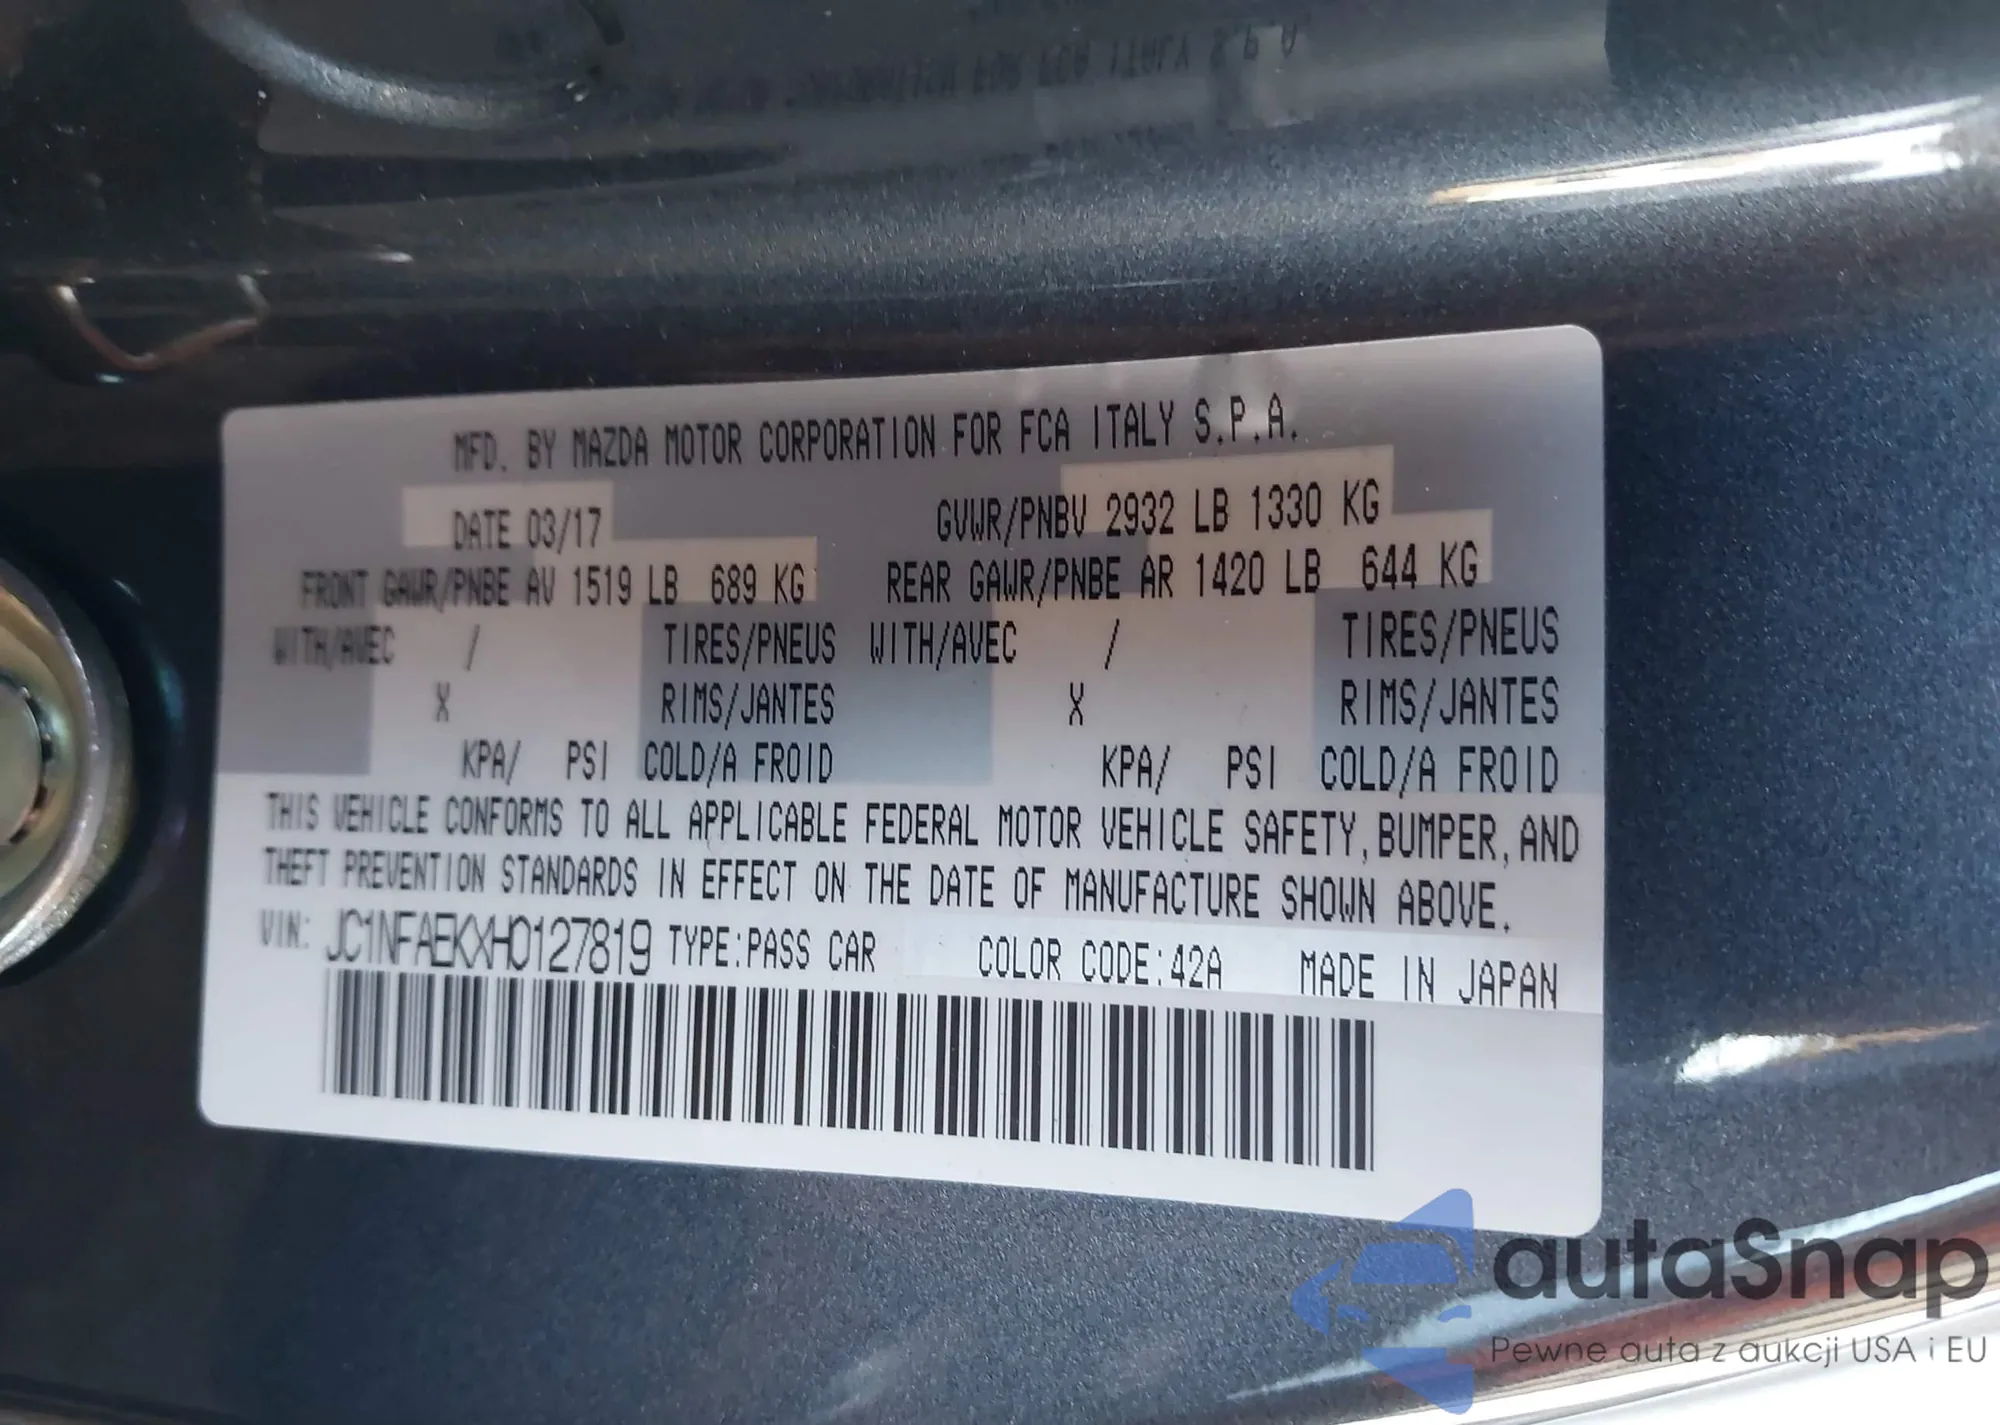 MFD. BY MAZDA MOTOR CORPORATION FOR FCA ITALY S.P.A.
DATE 03/17 GVWR/PNBV 2932 LB 1330 KG
FRONT GAWR/PNBE AV 1519 LB 689 KG REAR GAWR/PNBE AR 1420 LB 644 KG
WITH/AVEC / TIRES/PNEUS WITH/AVEC / TIRES/PNEUS
X RIMS/JANTES X RIMS/JANTES
KPA/ PSI COLD/A FROID KPA/ PSI COLD/A FROID
THIS VEHICLE CONFORMS TO ALL APPLICABLE FEDERAL MOTOR VEHICLE SAFETY, BUMPER, AND
THEFT PREVENTION STANDARDS IN EFFECT ON THE DATE OF MANUFACTURE SHOWN ABOVE.
VIN: JC1NFAEKXH0127819 TYPE:PASS CAR COLOR CODE:42A MADE IN JAPAN
autaSnap
Pewne auta z aukcji USA i EU